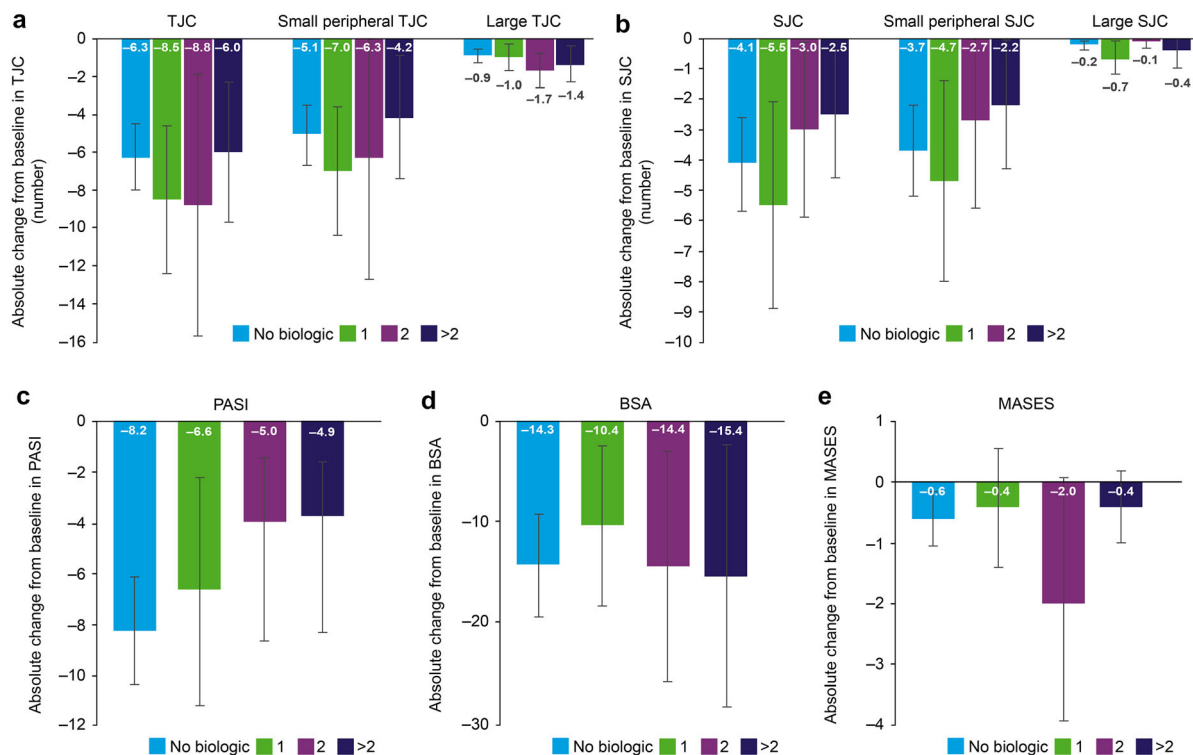 a
TJC Small peripheral TJC Large TJC
Absolute change from baseline in TJC
(number)
0
–2
–4
–6
–8
–10
–12
–14
–16
–6.3 –8.5 –8.8 –6.0
–5.1 –7.0 –6.3 –4.2
–0.9 –1.0 –1.7 –1.4
No biologic 1 2 >2
b
SJC Small peripheral SJC Large SJC
Absolute change from baseline in SJC
(number)
0
–1
–2
–3
–4
–5
–6
–7
–8
–9
–10
–4.1 –5.5 –3.0 –2.5
–3.7 –4.7 –2.7 –2.2
–0.2 –0.7 –0.1 –0.4
No biologic 1 2 >2
c
PASI
Absolute change from baseline in PASI
0
–2
–4
–6
–8
–10
–12
–8.2 –6.6 –5.0 –4.9
No biologic 1 2 >2
d
BSA
Absolute change from baseline in BSA
0
–10
–20
–30
–14.3 –10.4 –14.4 –15.4
No biologic 1 2 >2
e
MASES
Absolute change from baseline in MASES
1
0
–1
–2
–3
–4
–0.6 –0.4 –2.0 –0.4
No biologic 1 2 >2